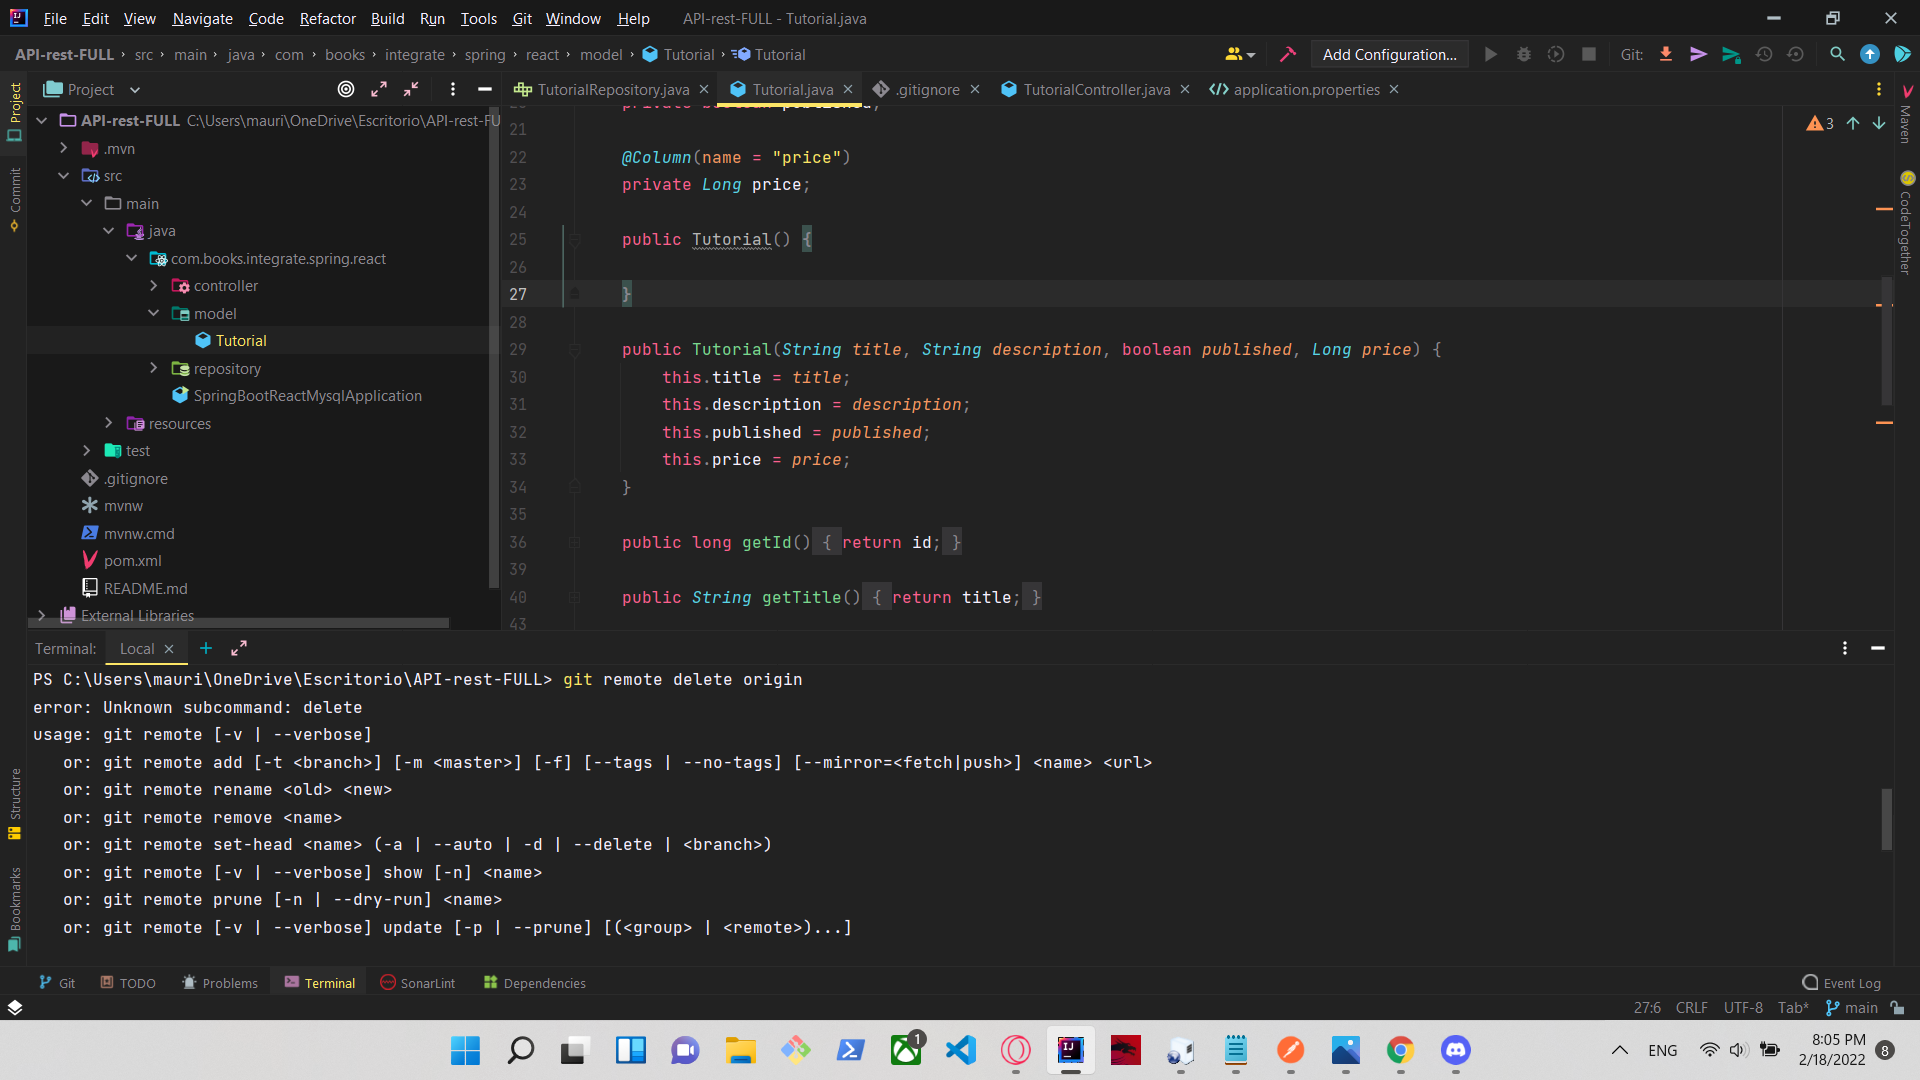 File Edit View Navigate Code Refactor Build Run Tools Git Window Help API-rest-FULL - Tutorial.java
API-rest-FULL › src › main › java › com › books › integrate › spring › react › model › Tutorial › Tutorial Add Configuration... Git:
Project TutorialRepository.java Tutorial.java .gitignore TutorialController.java application.properties
Project
Commit
Structure
Bookmarks
Maven
CodeTogether
API-rest-FULL C:\Users\mauri\OneDrive\Escritorio\API-rest-FU
.mvn
src
main
java
com.books.integrate.spring.react
controller
model
Tutorial
repository
SpringBootReactMysqlApplication
resources
test
.gitignore
mvnw
mvnw.cmd
pom.xml
README.md
External Libraries
3
20 private boolean published;
21
22 @Column(name = "price")
23 private Long price;
24
25 public Tutorial() {
26
27 }
28
29 public Tutorial(String title, String description, boolean published, Long price) {
30 this.title = title;
31 this.description = description;
32 this.published = published;
33 this.price = price;
34 }
35
36 public long getId() { return id; }
39
40 public String getTitle() { return title; }
43
Terminal: Local
PS C:\Users\mauri\OneDrive\Escritorio\API-rest-FULL> git remote delete origin
error: Unknown subcommand: delete
usage: git remote [-v | --verbose]
or: git remote add [-t <branch>] [-m <master>] [-f] [--tags | --no-tags] [--mirror=<fetch|push>] <name> <url>
or: git remote rename <old> <new>
or: git remote remove <name>
or: git remote set-head <name> (-a | --auto | -d | --delete | <branch>)
or: git remote [-v | --verbose] show [-n] <name>
or: git remote prune [-n | --dry-run] <name>
or: git remote [-v | --verbose] update [-p | --prune] [(<group> | <remote>)...]
Git TODO Problems Terminal SonarLint Dependencies Event Log
27:6 CRLF UTF-8 Tab* main
1
ENG 8:05 PM
2/18/2022 8